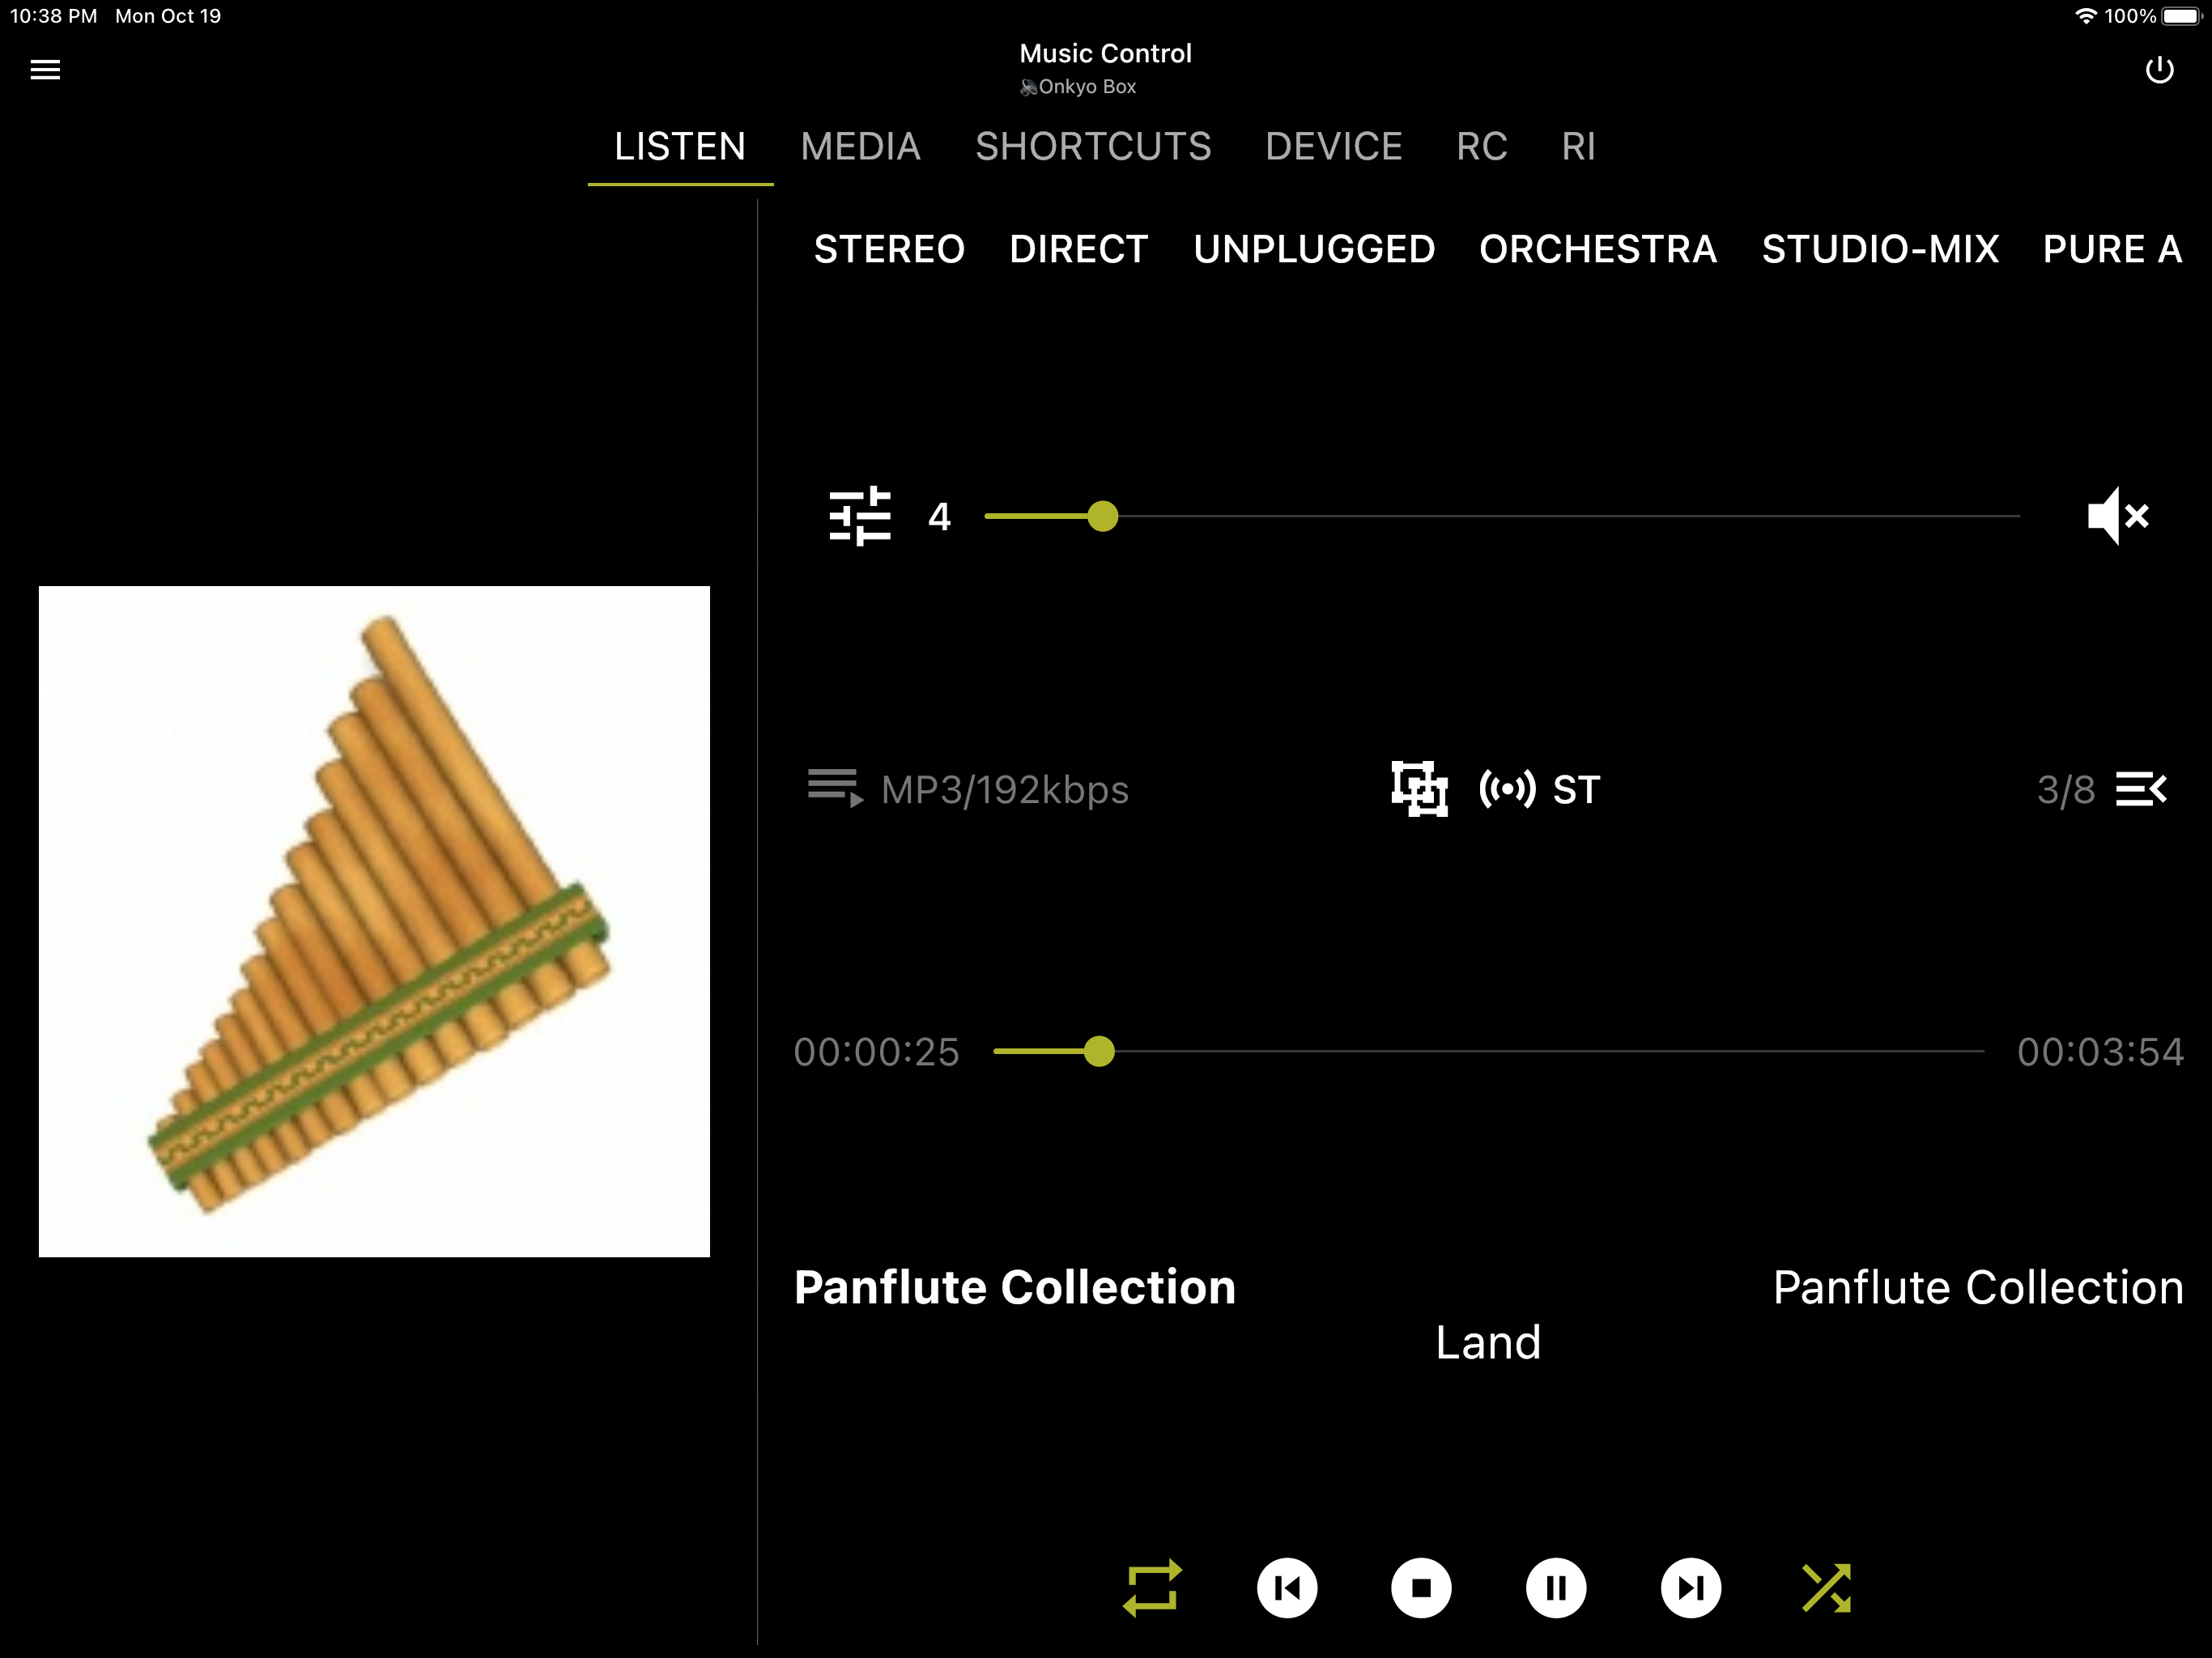 10:38 PM Mon Oct 19
100%
Music Control
Onkyo Box
LISTEN MEDIA SHORTCUTS DEVICE RC RI
STEREO DIRECT UNPLUGGED ORCHESTRA STUDIO-MIX PURE A
4
MP3/192kbps ST 3/8
00:00:25 00:03:54
Panflute Collection Panflute Collection
Land